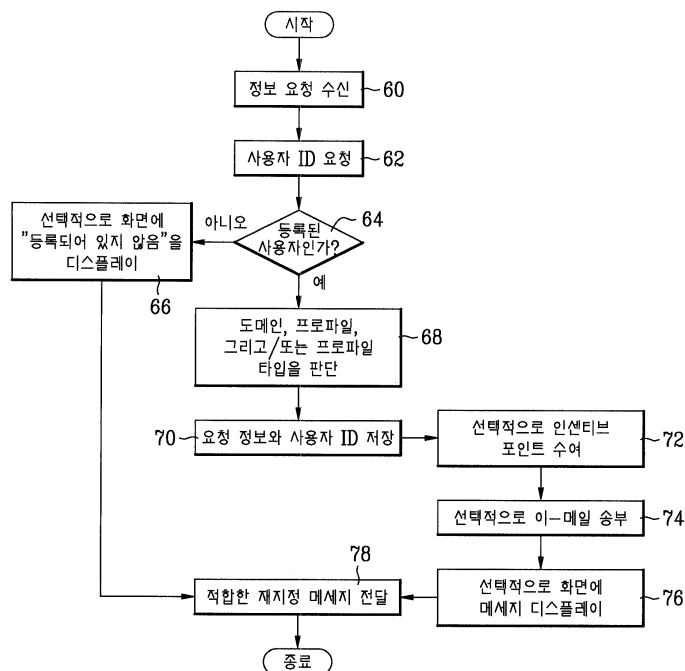 시작
정보 요청 수신
60
사용자 ID 요청
62
64
등록된
사용자인가?
아니오
선택적으로 화면에
"등록되어 있지 않음"을
디스플레이
66
예
도메인, 프로파일,
그리고/또는 프로파일
타입을 판단
68
70
요청 정보와 사용자 ID 저장
선택적으로 인센티브
포인트 수여
72
선택적으로 이-메일 송부
74
선택적으로 화면에
메세지 디스플레이
76
78
적합한 재지정 메세지 전달
종료